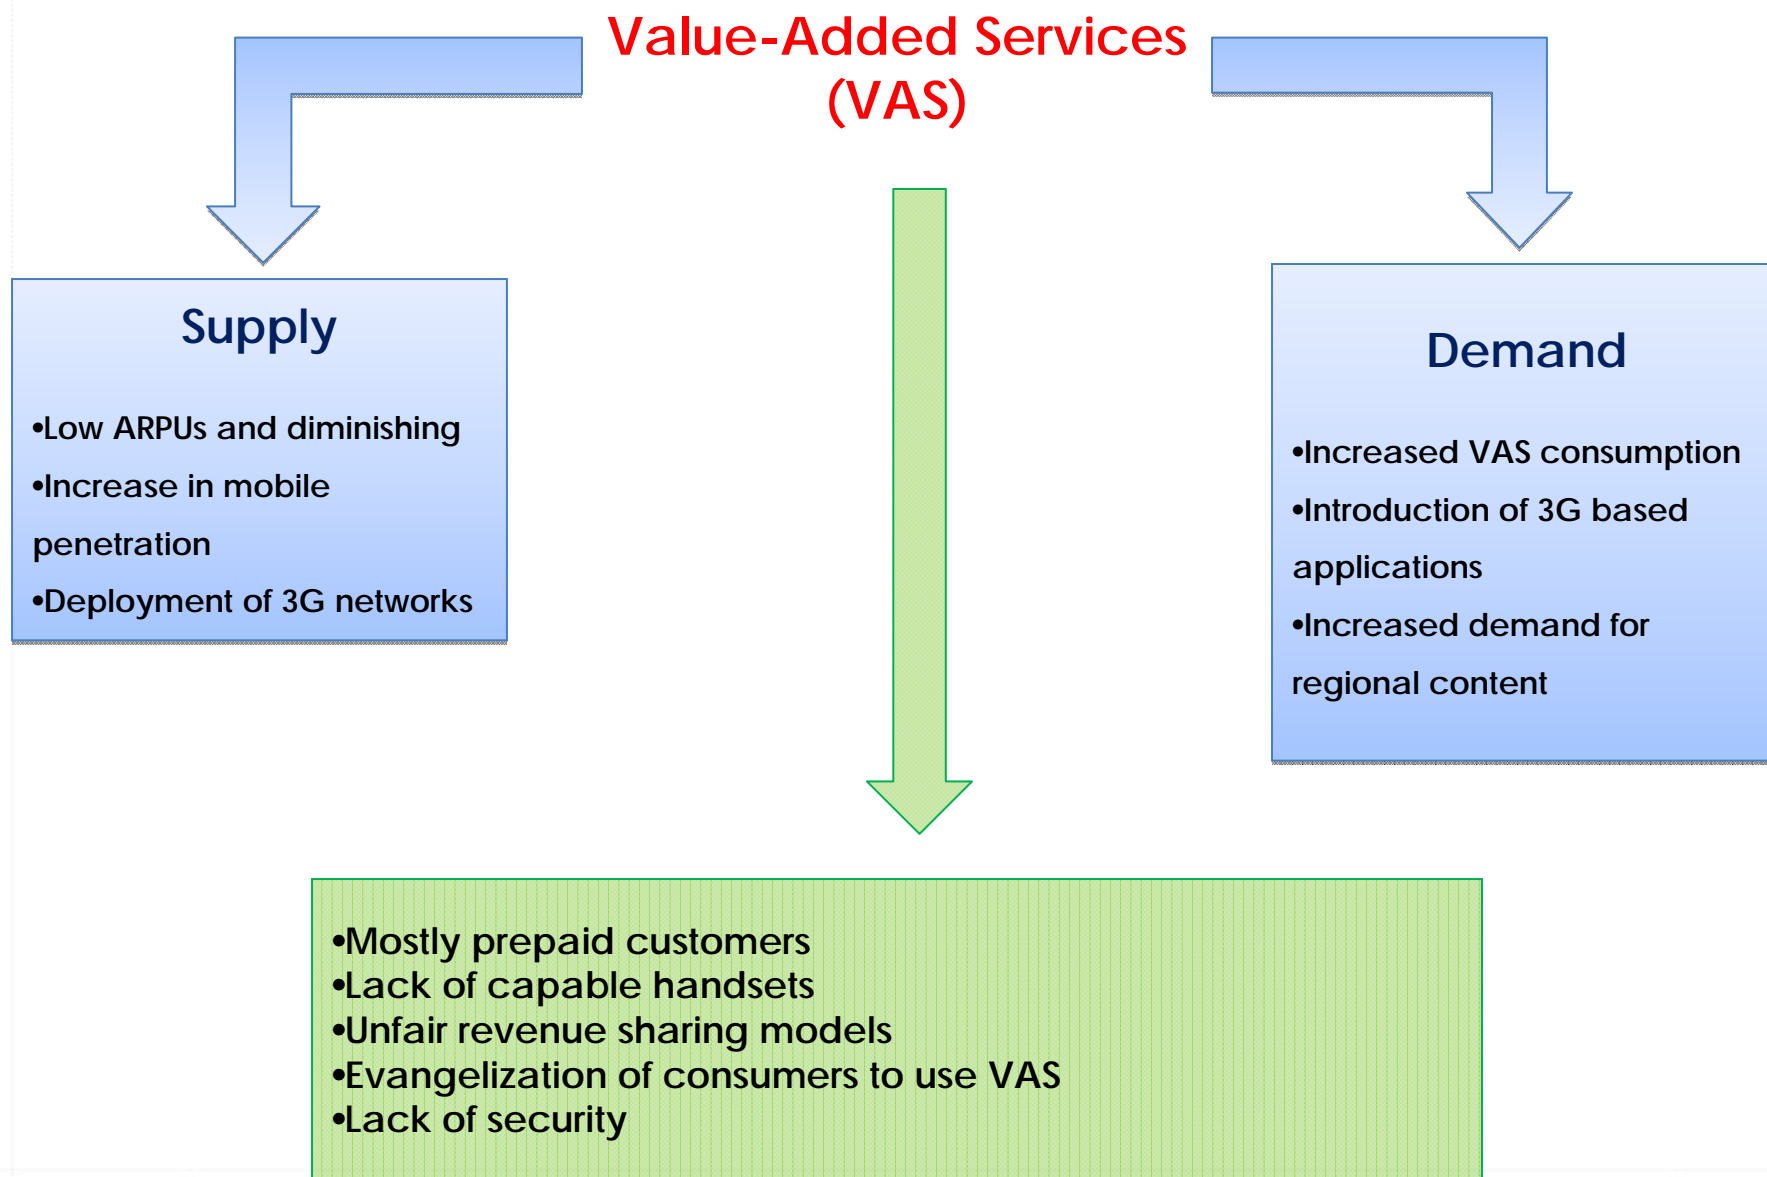 Value-Added Services
(VAS)
Supply
•Low ARPUs and diminishing
•Increase in mobile
penetration
•Deployment of 3G networks
Demand
•Increased VAS consumption
•Introduction of 3G based
applications
•Increased demand for
regional content
•Mostly prepaid customers
•Lack of capable handsets
•Unfair revenue sharing models
•Evangelization of consumers to use VAS
•Lack of security